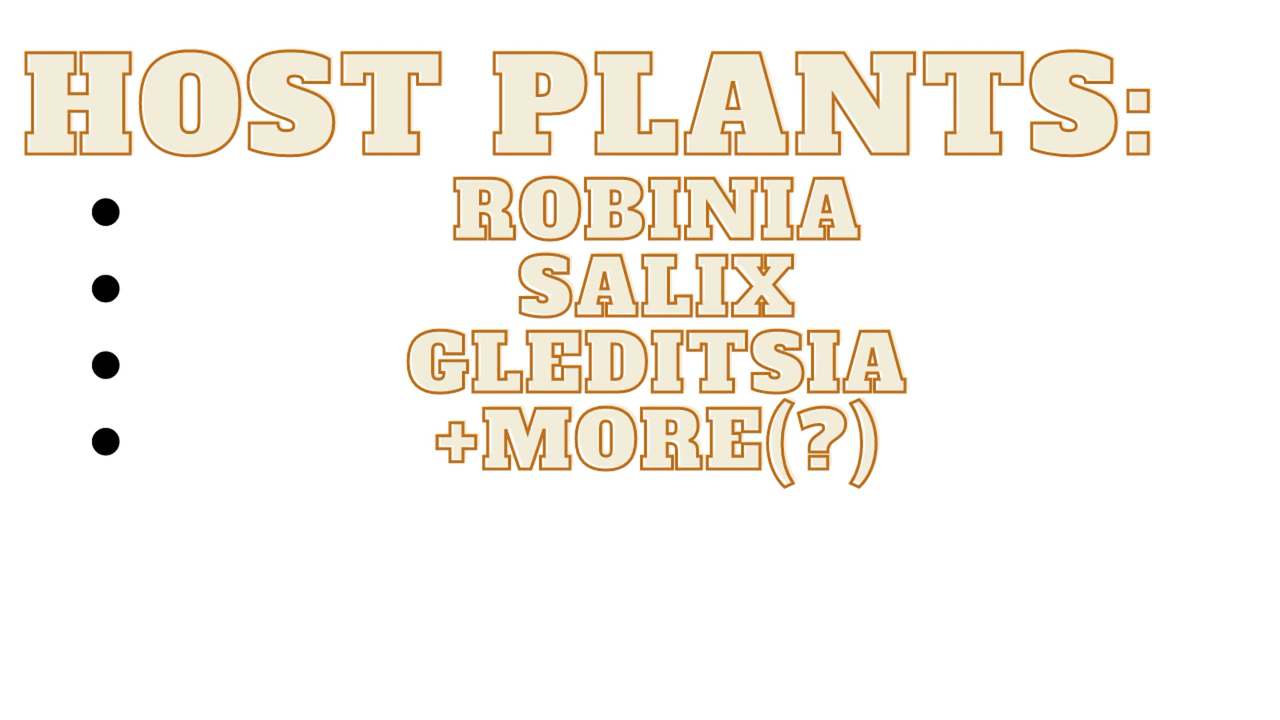 HOST PLANTS:
• ROBINIA
• SALIX
• GLEDITSIA
• +MORE(?)